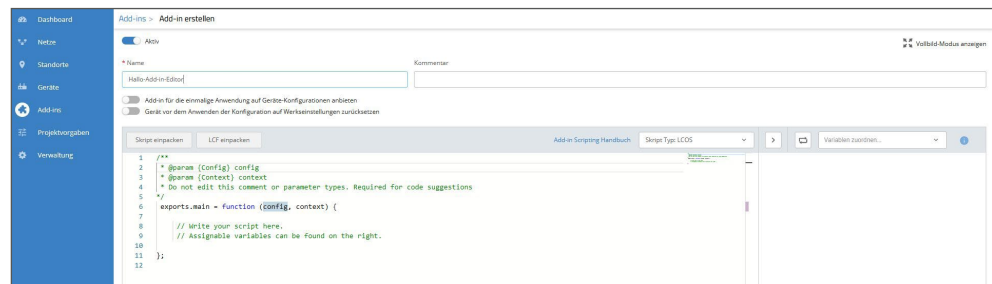 Dashboard
Netze
Standorte
Geräte
Add-ins
Projektvorgaben
Verwaltung
Add-ins > Add-in erstellen
Aktiv
Vollbild-Modus anzeigen
* Name
Kommentar
Hallo-Add-in-Editor
Add-in für die einmalige Anwendung auf Geräte-Konfigurationen anbieten
Gerät vor dem Anwenden der Konfiguration auf Werkseinstellungen zurücksetzen
Skript einpacken LCF einpacken Add-in Scripting Handbuch Skript Typ: LCOS Variablen zuordnen...
1 /**
2 * @param {Config} config
3 * @param {Context} context
4 * Do not edit this comment or parameter types. Required for code suggestions
5 */
6 exports.main = function (config, context) {
7
8 // Write your script here.
9 // Assignable variables can be found on the right.
10
11 };
12